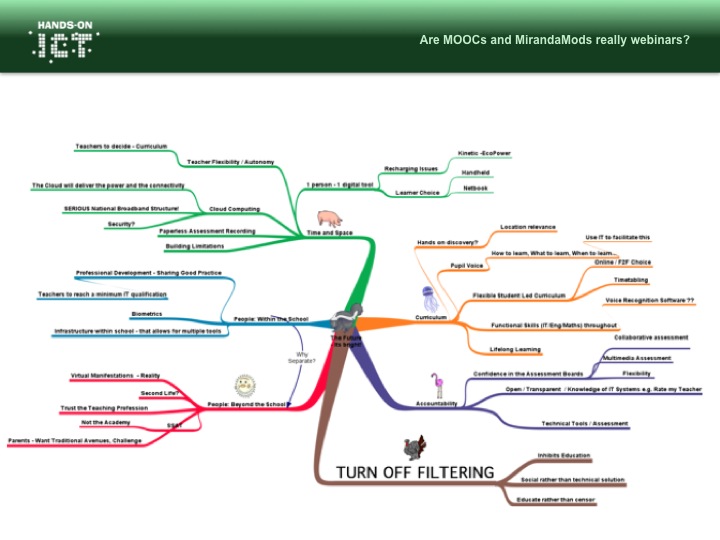 HANDS-ON
ICT
Are MOOCs and MirandaMods really webinars?
Teachers to decide - Curriculum
Teacher Flexibility / Autonomy
The Cloud will deliver the power and the connectivity
SERIOUS National Broadband Structure!
Cloud Computing
Security?
Paperless Assessment Recording
Building Limitations
1 person - 1 digital tool
Recharging Issues
Kinetic -EcoPower
Learner Choice
Handheld
Netbook
Time and Space
Professional Development - Sharing Good Practice
Teachers to reach a minimum IT qualification
Biometrics
People: Within the School
Infrastructure within school - that allows for multiple tools
Why
Separate?
The Future
Its bright!
Location relevance
Hands on discovery?
Use IT to facilitate this
How to learn, What to learn, When to learn...
Pupil Voice
Online / F2F Choice
Timetabling
Flexible Student Led Curriculum
Voice Recognition Software ??
Curriculum
Functional Skills (IT/Eng/Maths) throughout
Lifelong Learning
Collaborative assessment
Multimedia Assessment
Confidence in the Assessment Boards
Flexibility
Open / Transparent / Knowledge of IT Systems e.g. Rate my Teacher
Accountability
Technical Tools / Assessment
Virtual Manifestations - Reality
Second Life?
People: Beyond the School
Trust the Teaching Profession
Not the Academy
SSAT
Parents - Want Traditional Avenues, Challenge
TURN OFF FILTERING
Inhibits Education
Social rather than technical solution
Educate rather than censor